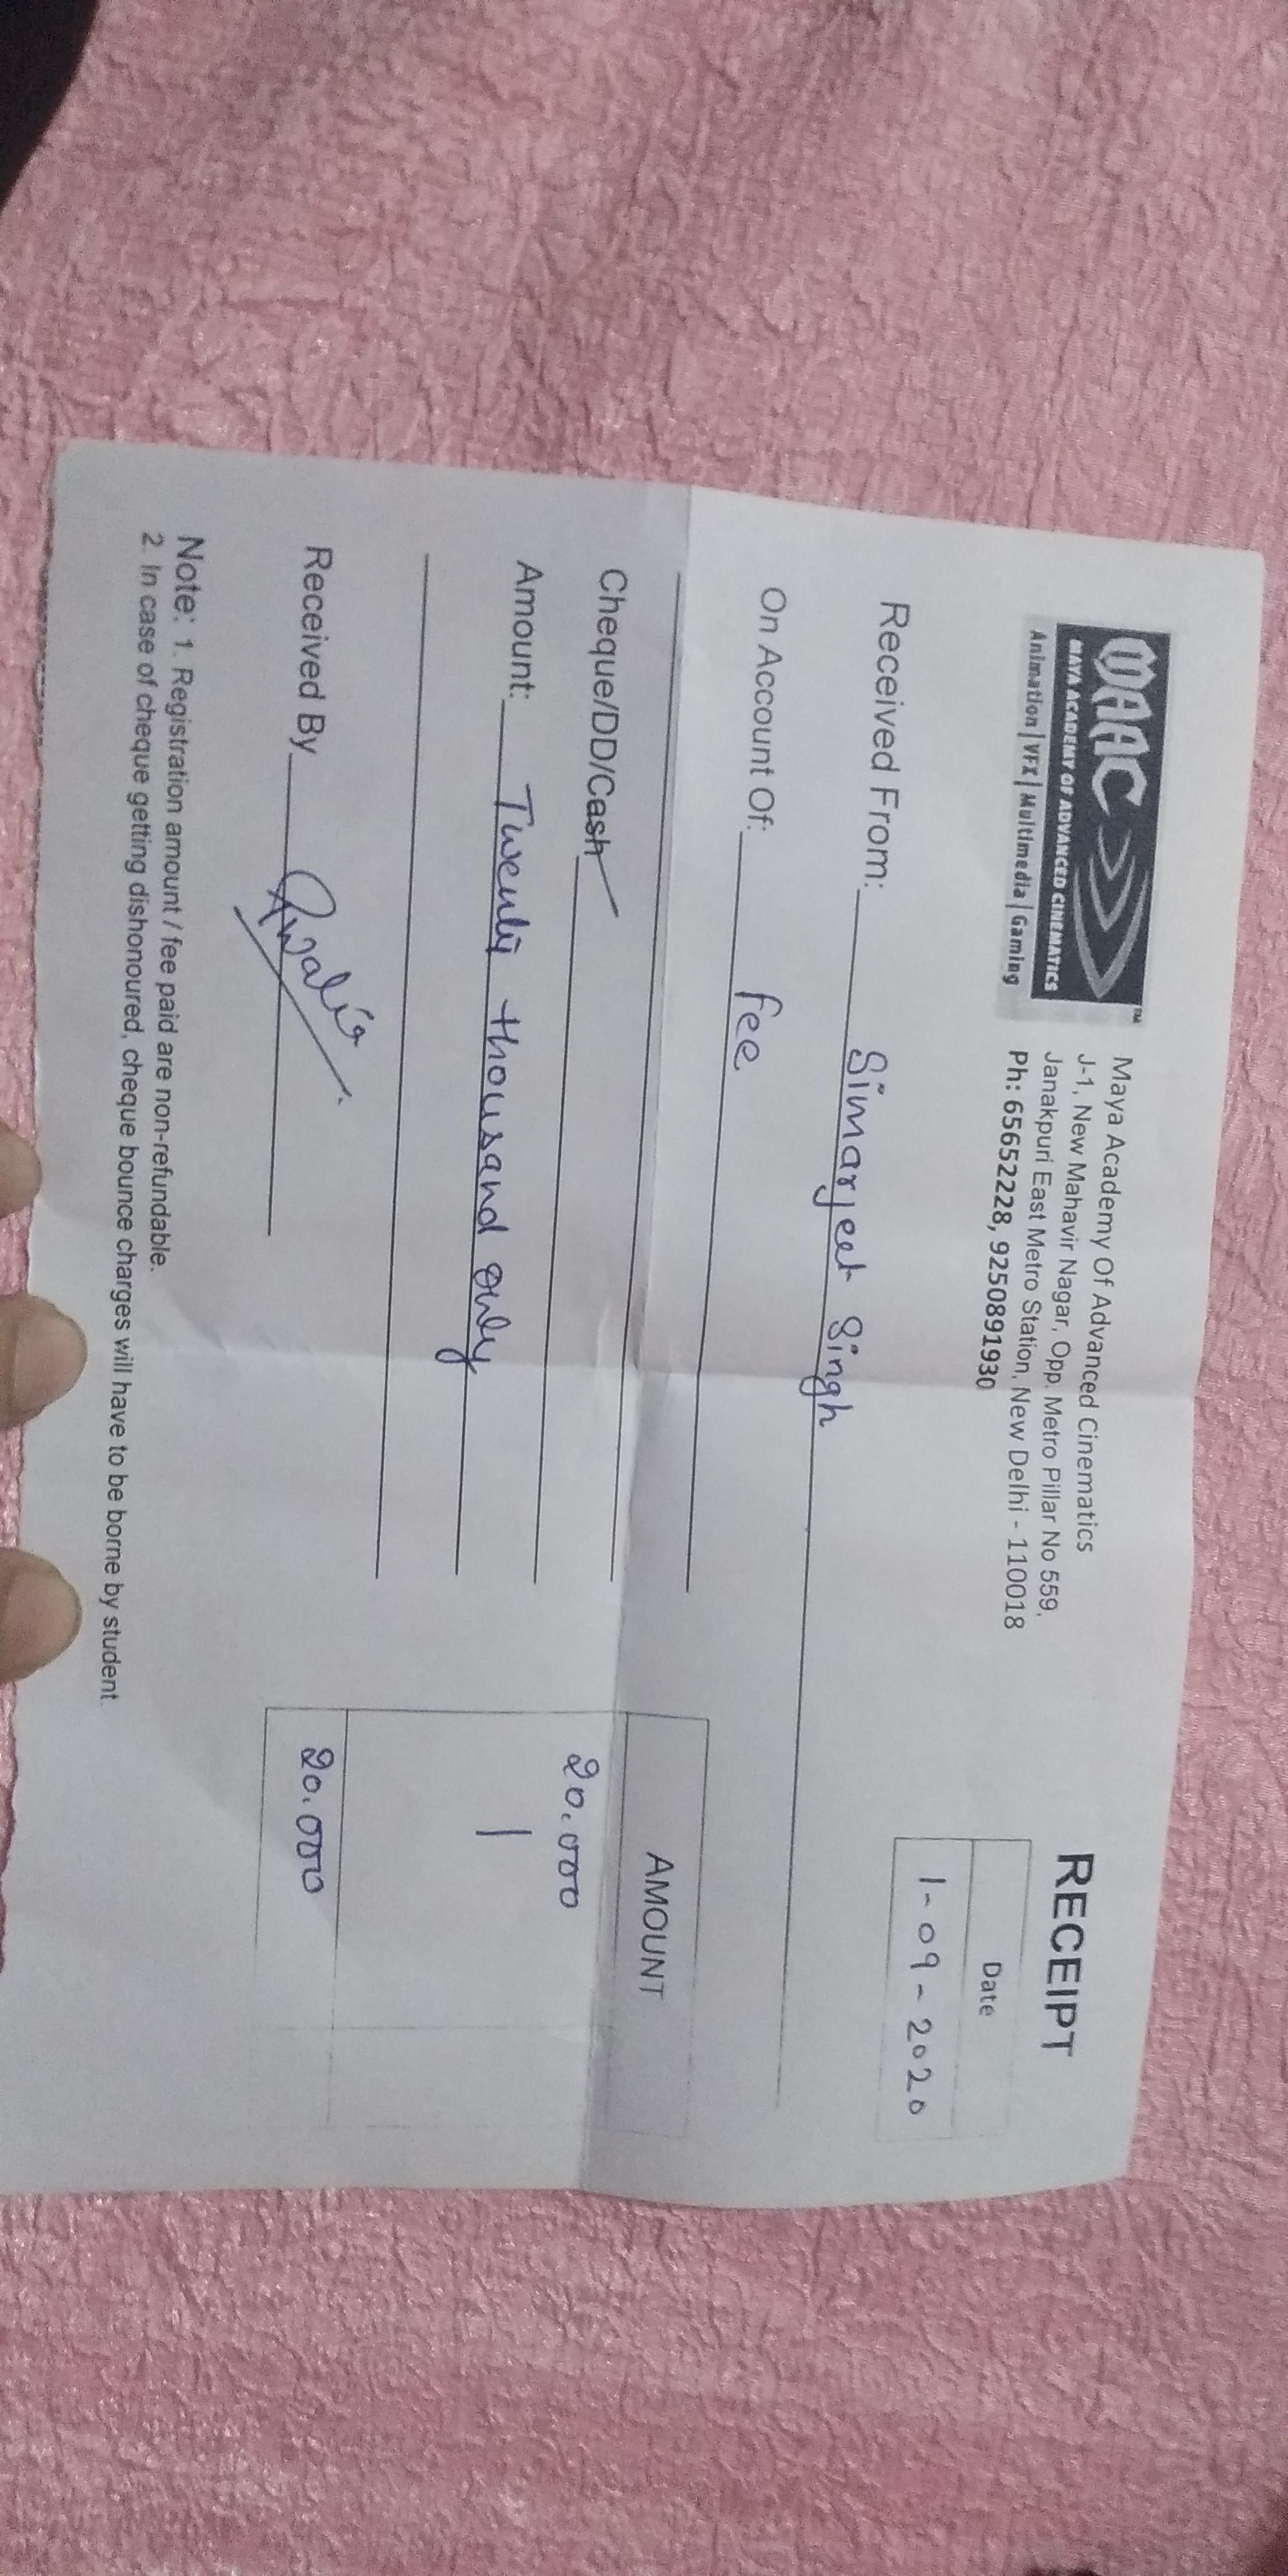 MAAC
MAYA ACADEMY OF ADVANCED CINEMATICS
Animation | VFX | Multimedia | Gaming
TM
Maya Academy Of Advanced Cinematics
J-1, New Mahavir Nagar, Opp. Metro Pillar No 559,
Janakpuri East Metro Station, New Delhi - 110018
Ph: 65652228, 9250891930
RECEIPT
Date
1-09-2020
Received From: Simarjeet Singh
On Account Of: fee
AMOUNT
Cheque/DD/Cash
20.000
Amount: Twenty thousand only
Received By
20.000
Note: 1. Registration amount / fee paid are non-refundable.
2. In case of cheque getting dishonoured, cheque bounce charges will have to be borne by student.